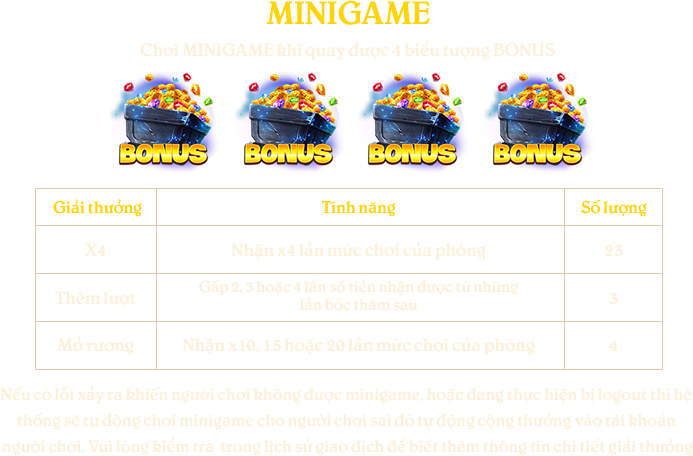 MINIGAME
Chơi MINIGAME khi quay được 4 biểu tượng BONUS
BONUS BONUS BONUS BONUS
Giải thưởng Tính năng Số lượng
X4 Nhận x4 lần mức chơi của phòng 23
Thêm lượt Gấp 2, 3 hoặc 4 lần số tiền nhận được từ những
lần bốc thăm sau 3
Mở rương Nhận x10, 15 hoặc 20 lần mức chơi của phòng 4
Nếu có lỗi xảy ra khiến người chơi không được minigame, hoặc đang thực hiện bị logout thì hệ
thống sẽ tự động chơi minigame cho người chơi sai đó tự động cộng thưởng vào tài khoản
người chơi. Vui lòng kiểm tra trong lịch sử giao dịch để biết thêm thông tin chi tiết giải thưởng